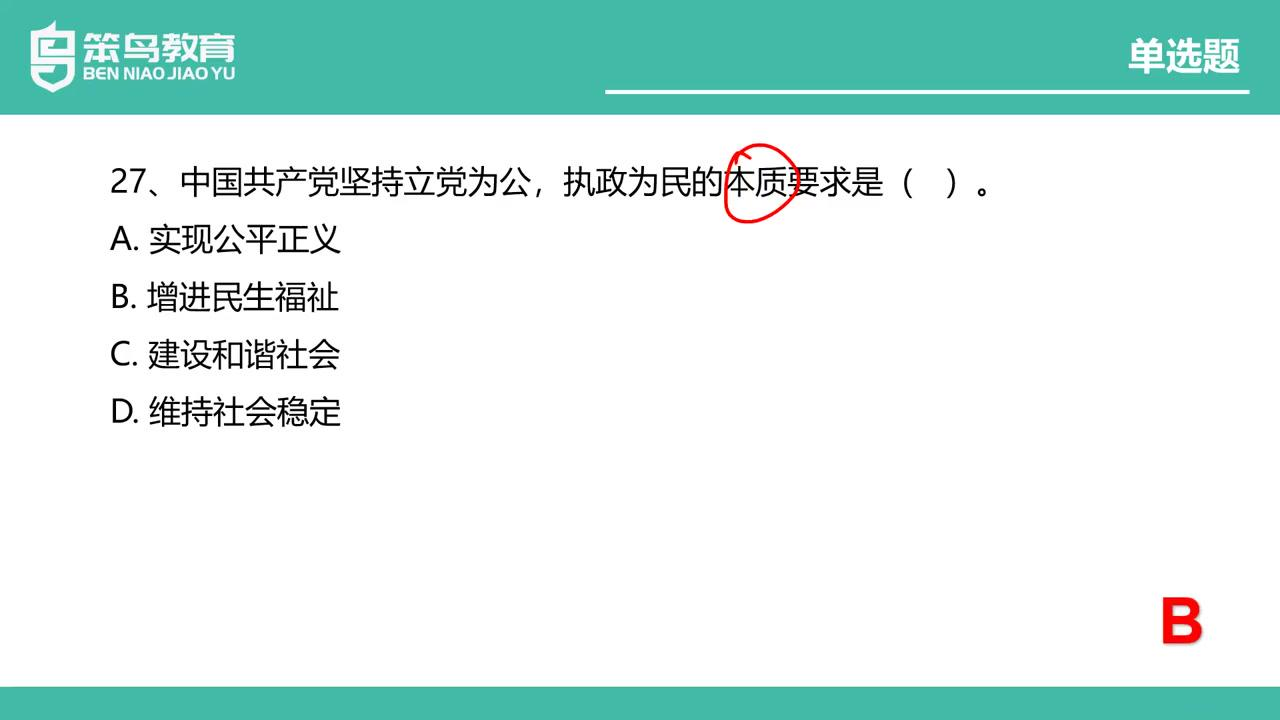 笨鸟教育
BEN NIAO JIAO YU
单选题
27、中国共产党坚持立党为公，执政为民的本质要求是（ ）。
A. 实现公平正义
B. 增进民生福祉
C. 建设和谐社会
D. 维持社会稳定
B